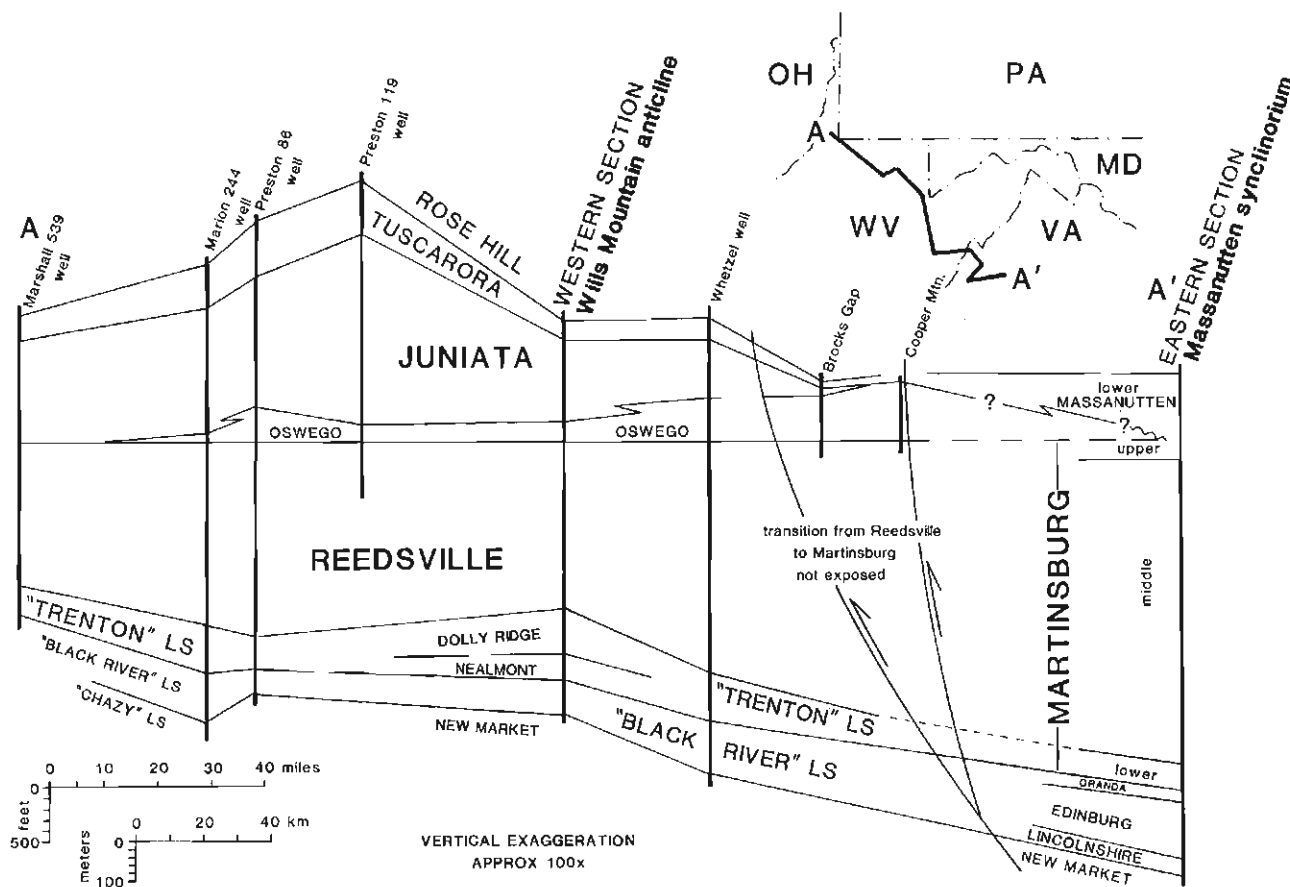 OH
PA
A
MD
WV
VA
A'
A
Marshall 539
well
Marion 244
well
Preston 86
well
Preston 119
well
WESTERN SECTION
Wills Mountain anticline
Whetzel well
Brocks Gap
Cooper Mtn.
A'
EASTERN SECTION
Massanutten synclinorium
ROSE HILL
TUSCARORA
JUNIATA
lower
MASSANUTTEN
?
?
OSWEGO
OSWEGO
upper
REEDSVILLE
transition from Reedsville
to Martinsburg
not exposed
MARTINSBURG
middle
"TRENTON" LS
"BLACK RIVER" LS
"CHAZY" LS
DOLLY RIDGE
NEALMONT
NEW MARKET
"TRENTON" LS
"BLACK
RIVER" LS
lower
ORANDA
EDINBURG
LINCOLNSHIRE
NEW MARKET
0 10 20 30 40 miles
0
feet
500
0 20 40 km
0
meters
100
VERTICAL EXAGGERATION
APPROX 100x